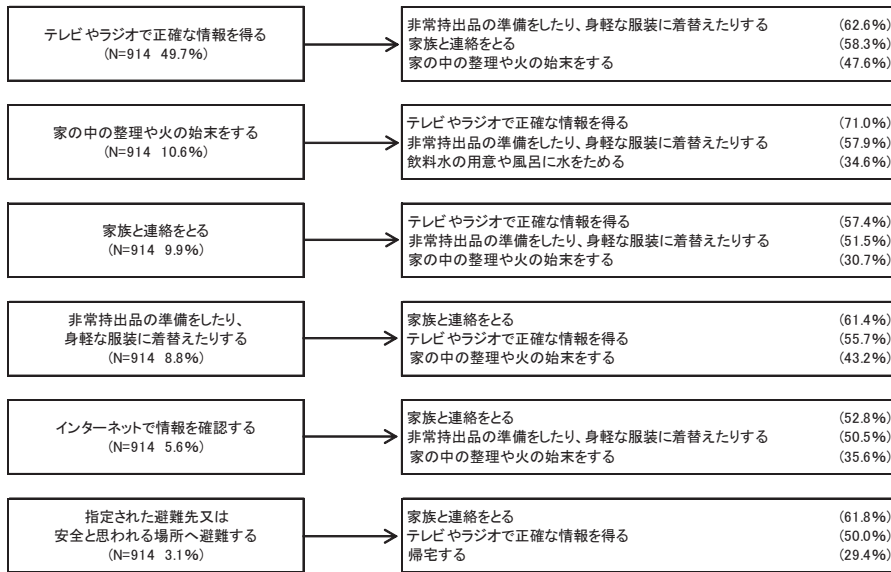 テレビやラジオで正確な情報を得る
(N=914 49.7%)
非常持出品の準備をしたり、身軽な服装に着替えたりする (62.6%)
家族と連絡をとる (58.3%)
家の中の整理や火の始末をする (47.6%)
家の中の整理や火の始末をする
(N=914 10.6%)
テレビやラジオで正確な情報を得る (71.0%)
非常持出品の準備をしたり、身軽な服装に着替えたりする (57.9%)
飲料水の用意や風呂に水をためる (34.6%)
家族と連絡をとる
(N=914 9.9%)
テレビやラジオで正確な情報を得る (57.4%)
非常持出品の準備をしたり、身軽な服装に着替えたりする (51.5%)
家の中の整理や火の始末をする (30.7%)
非常持出品の準備をしたり、
身軽な服装に着替えたりする
(N=914 8.8%)
家族と連絡をとる (61.4%)
テレビやラジオで正確な情報を得る (55.7%)
家の中の整理や火の始末をする (43.2%)
インターネットで情報を確認する
(N=914 5.6%)
家族と連絡をとる (52.8%)
非常持出品の準備をしたり、身軽な服装に着替えたりする (50.5%)
家の中の整理や火の始末をする (35.6%)
指定された避難先又は
安全と思われる場所へ避難する
(N=914 3.1%)
家族と連絡をとる (61.8%)
テレビやラジオで正確な情報を得る (50.0%)
帰宅する (29.4%)